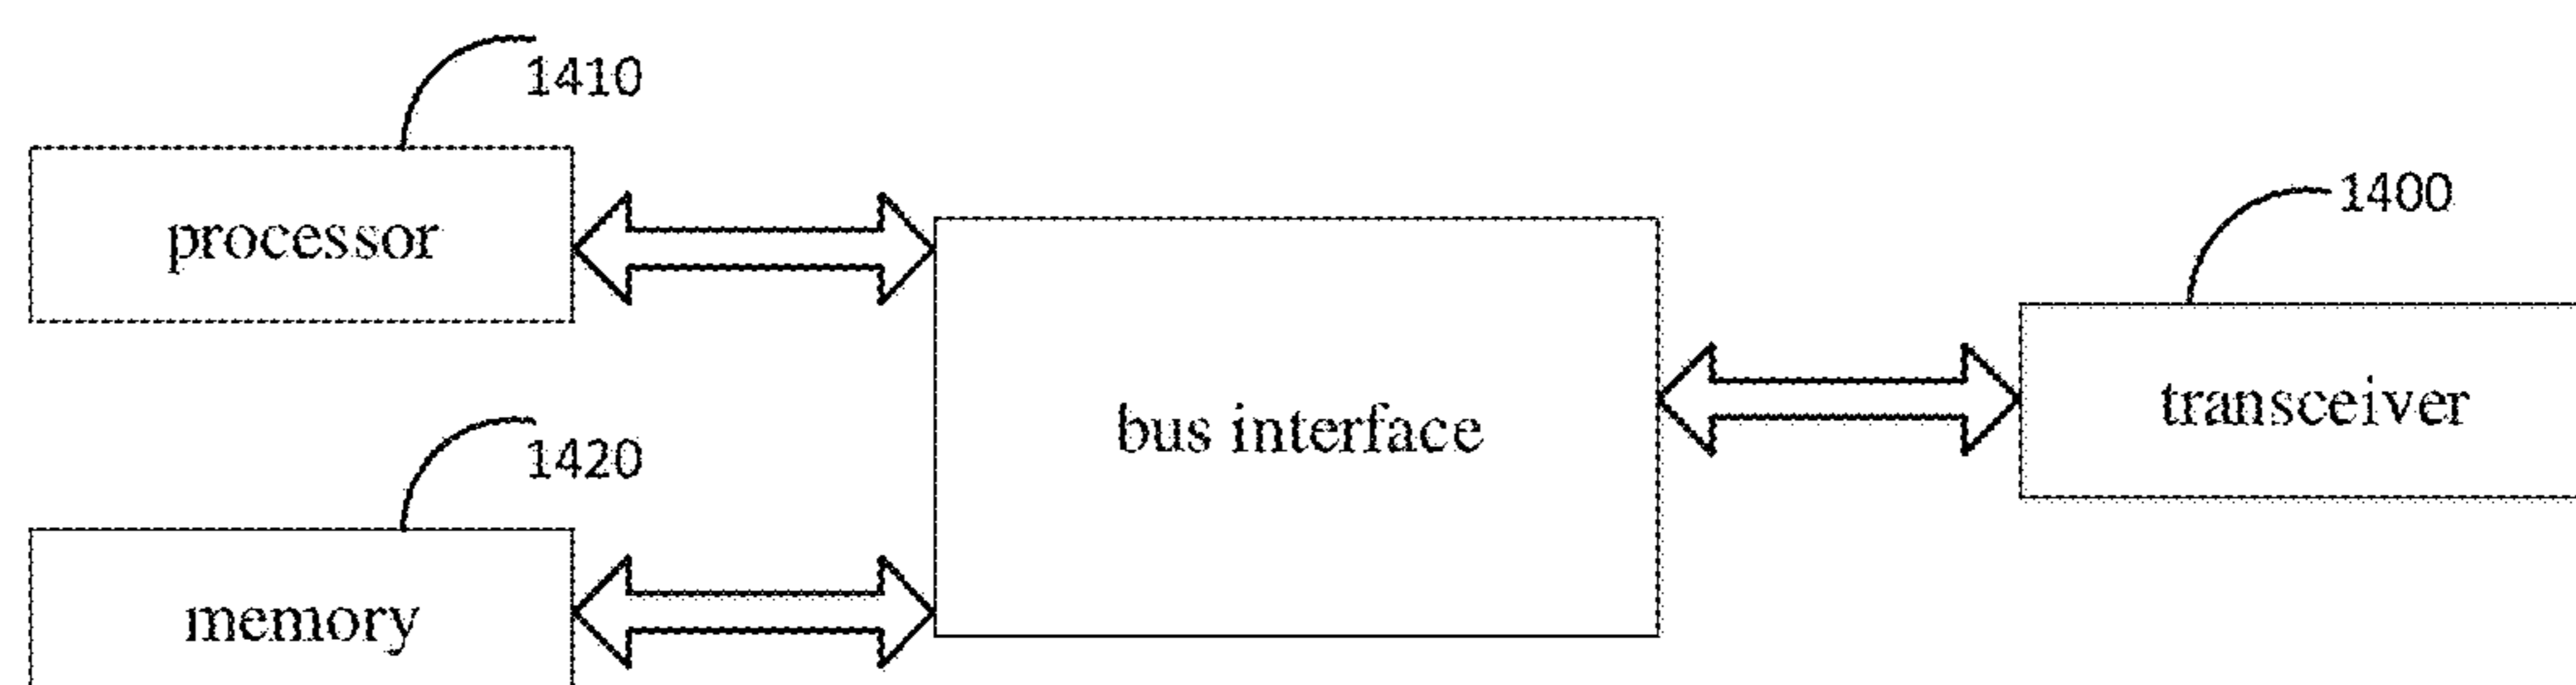 1410
processor
1400
transceiver
bus interface
1420
memory